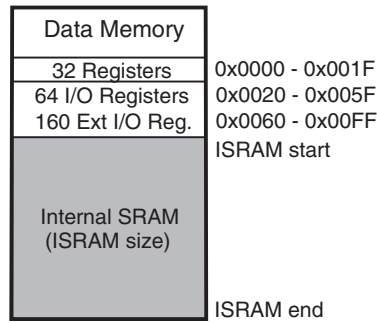 Data Memory
32 Registers 0x0000 - 0x001F
64 I/O Registers 0x0020 - 0x005F
160 Ext I/O Reg. 0x0060 - 0x00FF
ISRAM start
Internal SRAM
(ISRAM size)
ISRAM end